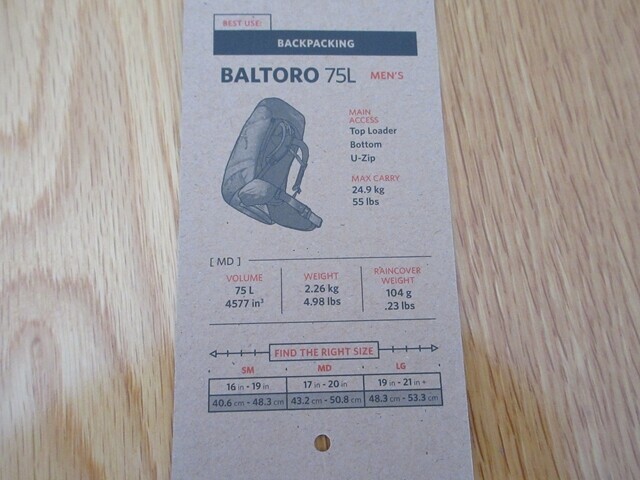 BEST USE:
BACKPACKING
BALTORO 75L MEN'S
MAIN
ACCESS
Top Loader
Bottom
U-Zip
MAX CARRY
24.9 kg
55 lbs
[ MD ]
VOLUME
75 L
4577 in³
WEIGHT
2.26 kg
4.98 lbs
RAINCOVER
WEIGHT
104 g
.23 lbs
FIND THE RIGHT SIZE
SM MD LG
16 in - 19 in 17 in - 20 in 19 in - 21 in +
40.6 cm - 48.3 cm 43.2 cm - 50.8 cm 48.3 cm - 53.3 cm